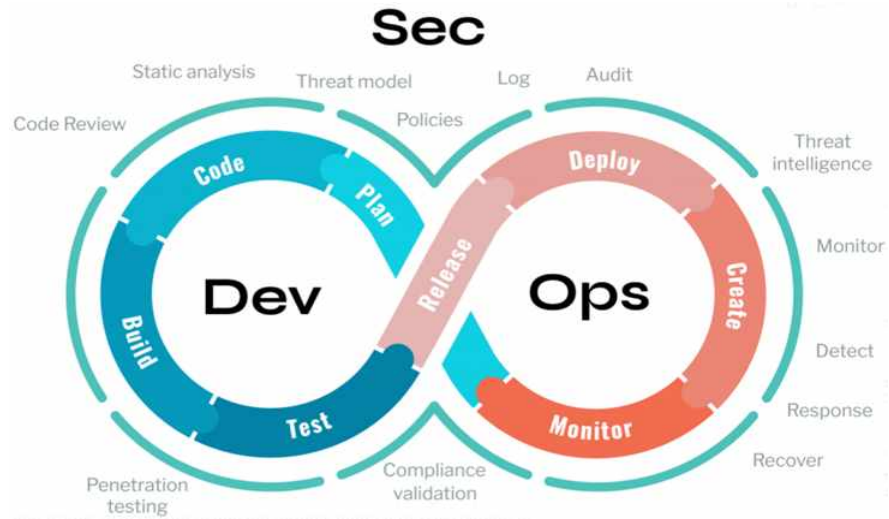 Sec
Static analysis
Threat model
Log
Audit
Code Review
Policies
Threat
intelligence
Code
Plan
Deploy
Release
Monitor
Dev
Ops
Create
Build
Detect
Test
Monitor
Response
Recover
Penetration
testing
Compliance
validation